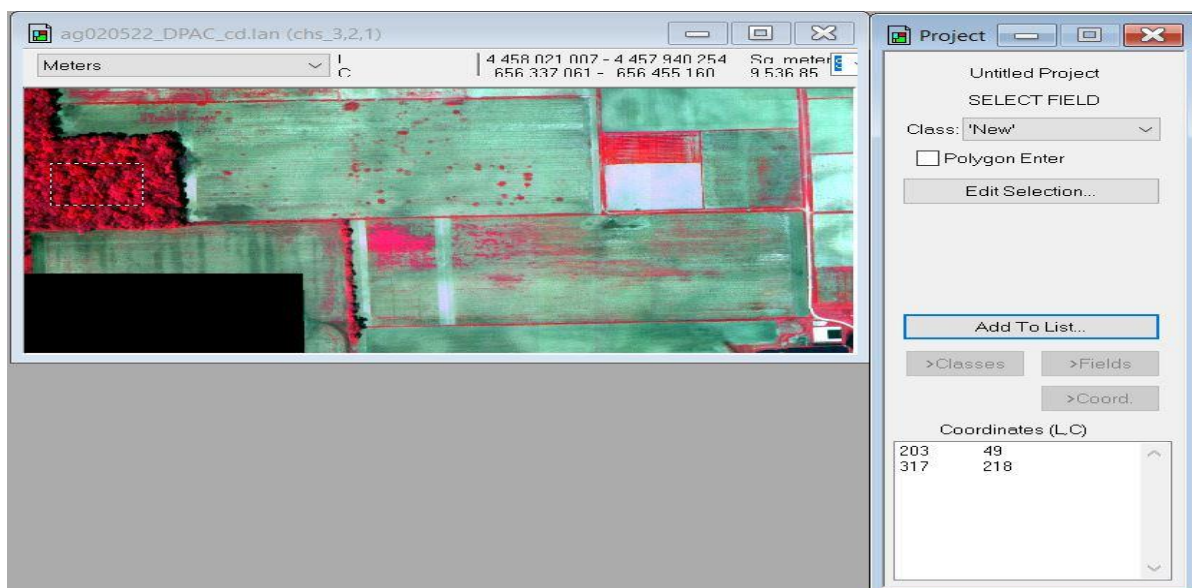 ag020522_DPAC_cd.lan (chs_3,2,1)
Meters
L
C
4 458 021.007 - 4 457 940.254
656 337.061 - 656 455.160
Sq. meters
9 536.85
Project
Untitled Project
SELECT FIELD
Class: 'New'
Polygon Enter
Edit Selection...
Add To List...
>Classes >Fields
>Coord.
Coordinates (L,C)
203 49
317 218